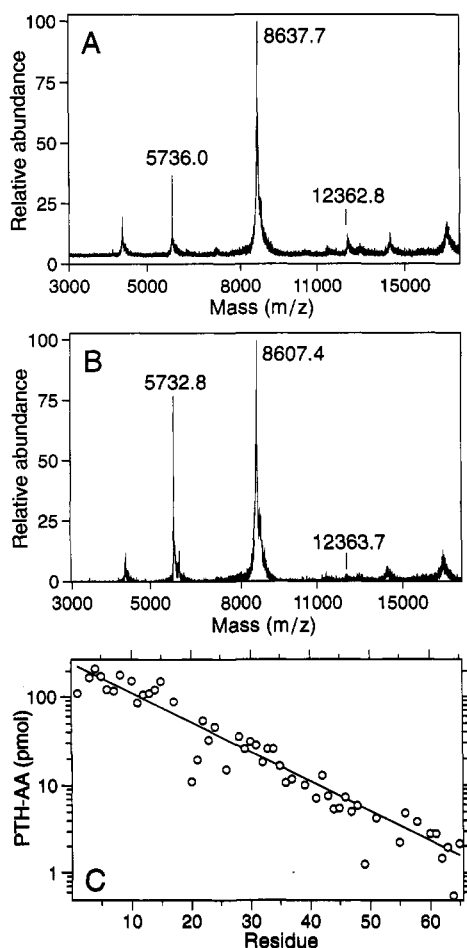 A
8637.7
5736.0
12362.8
Relative abundance
100
75
50
25
0
3000 5000 8000 11000 15000
Mass (m/z)
B
8607.4
5732.8
12363.7
Relative abundance
100
75
50
25
0
3000 5000 8000 11000 15000
Mass (m/z)
PTH-AA (pmol)
100
10
1
C
10 20 30 40 50 60
Residue